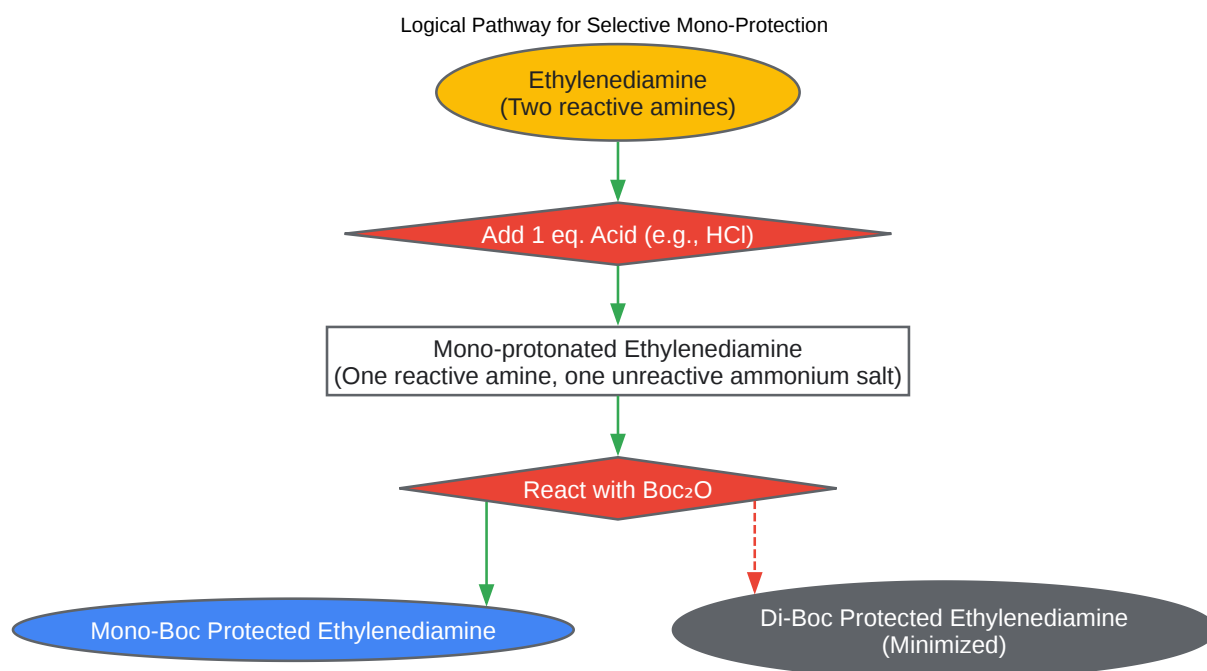 Logical Pathway for Selective Mono-Protection
Ethylenediamine
(Two reactive amines)
Add 1 eq. Acid (e.g., HCl)
Mono-protonated Ethylenediamine
(One reactive amine, one unreactive ammonium salt)
React with Boc₂O
Mono-Boc Protected Ethylenediamine
Di-Boc Protected Ethylenediamine
(Minimized)